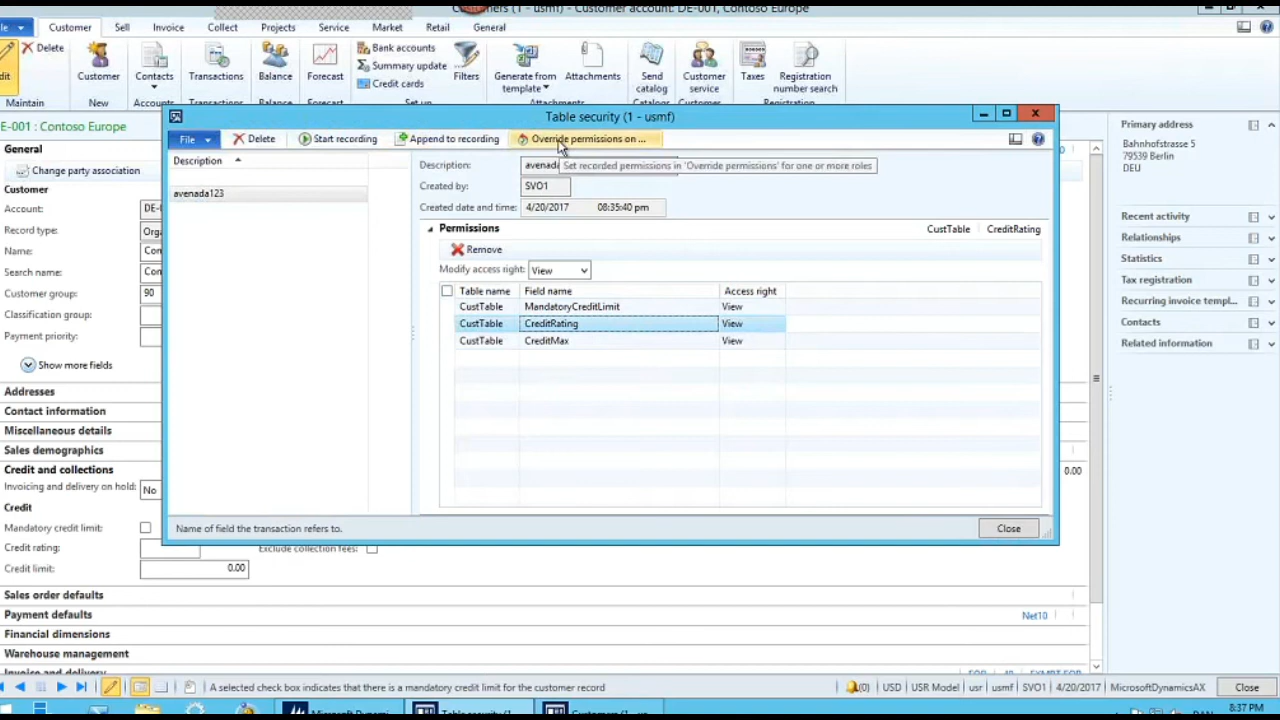 Customers (1 - usmf) - Customer account: DE-001, Contoso Europe
Customer Sell Invoice Collect Projects Service Market Retail General
Delete
Customer
Contacts
Transactions
Balance
Forecast
Bank accounts
Summary update
Credit cards
Filters
Generate from
template
Attachments
Send
catalog
Customer
service
Taxes
Registration
number search
Maintain New
E-001 : Contoso Europe
General
Change party association
Customer
Account: DE-
Record type: Org
Name: Con
Search name: Con
Customer group: 90
Classification group:
Payment priority:
Show more fields
Addresses
Contact information
Miscellaneous details
Sales demographics
Credit and collections
Invoicing and delivery on hold: No
0.00
Credit
Mandatory credit limit:
Credit rating:
Exclude collection fees:
Credit limit: 0.00
Sales order defaults
Payment defaults Net10
Financial dimensions
Warehouse management
Invoice and delivery
Table security (1 - usmf)
File Delete Start recording Append to recording Override permissions on ...
Set recorded permissions in 'Override permissions' for one or more roles
Description
avenada123
Description: avenada
Created by: SVO1
Created date and time: 4/20/2017 08:35:40 pm
Permissions CustTable CreditRating
Remove
Modify access right: View
Table name Field name Access right
CustTable MandatoryCreditLimit View
CustTable CreditRating View
CustTable CreditMax View
Name of field the transaction refers to.
Close
Primary address
Bahnhofstrasse 5
79539 Berlin
DEU
Recent activity
Relationships
Statistics
Tax registration
Recurring invoice templ...
Contacts
Related information
A selected check box indicates that there is a mandatory credit limit for the customer record
(0) USD USR Model usr usmf SVO1 4/20/2017 MicrosoftDynamicsAX Close
Table security (1
8:37 PM